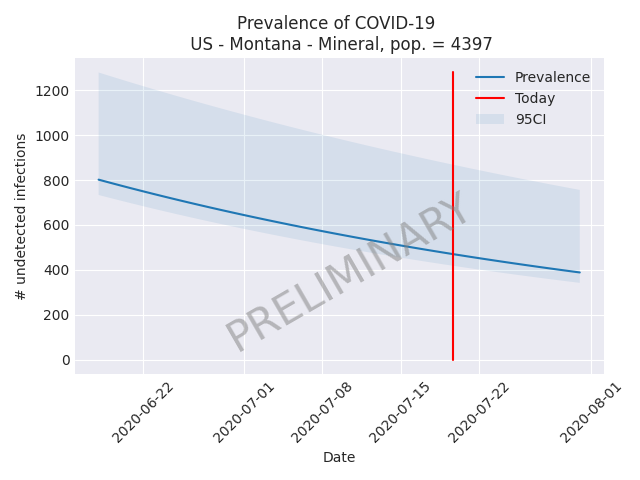 Prevalence of COVID-19
US - Montana - Mineral, pop. = 4397
Prevalence
Today
95CI
# undetected infections
1200
1000
800
600
400
200
0
PRELIMINARY
2020-06-22
2020-07-01
2020-07-08
2020-07-15
2020-07-22
2020-08-01
Date